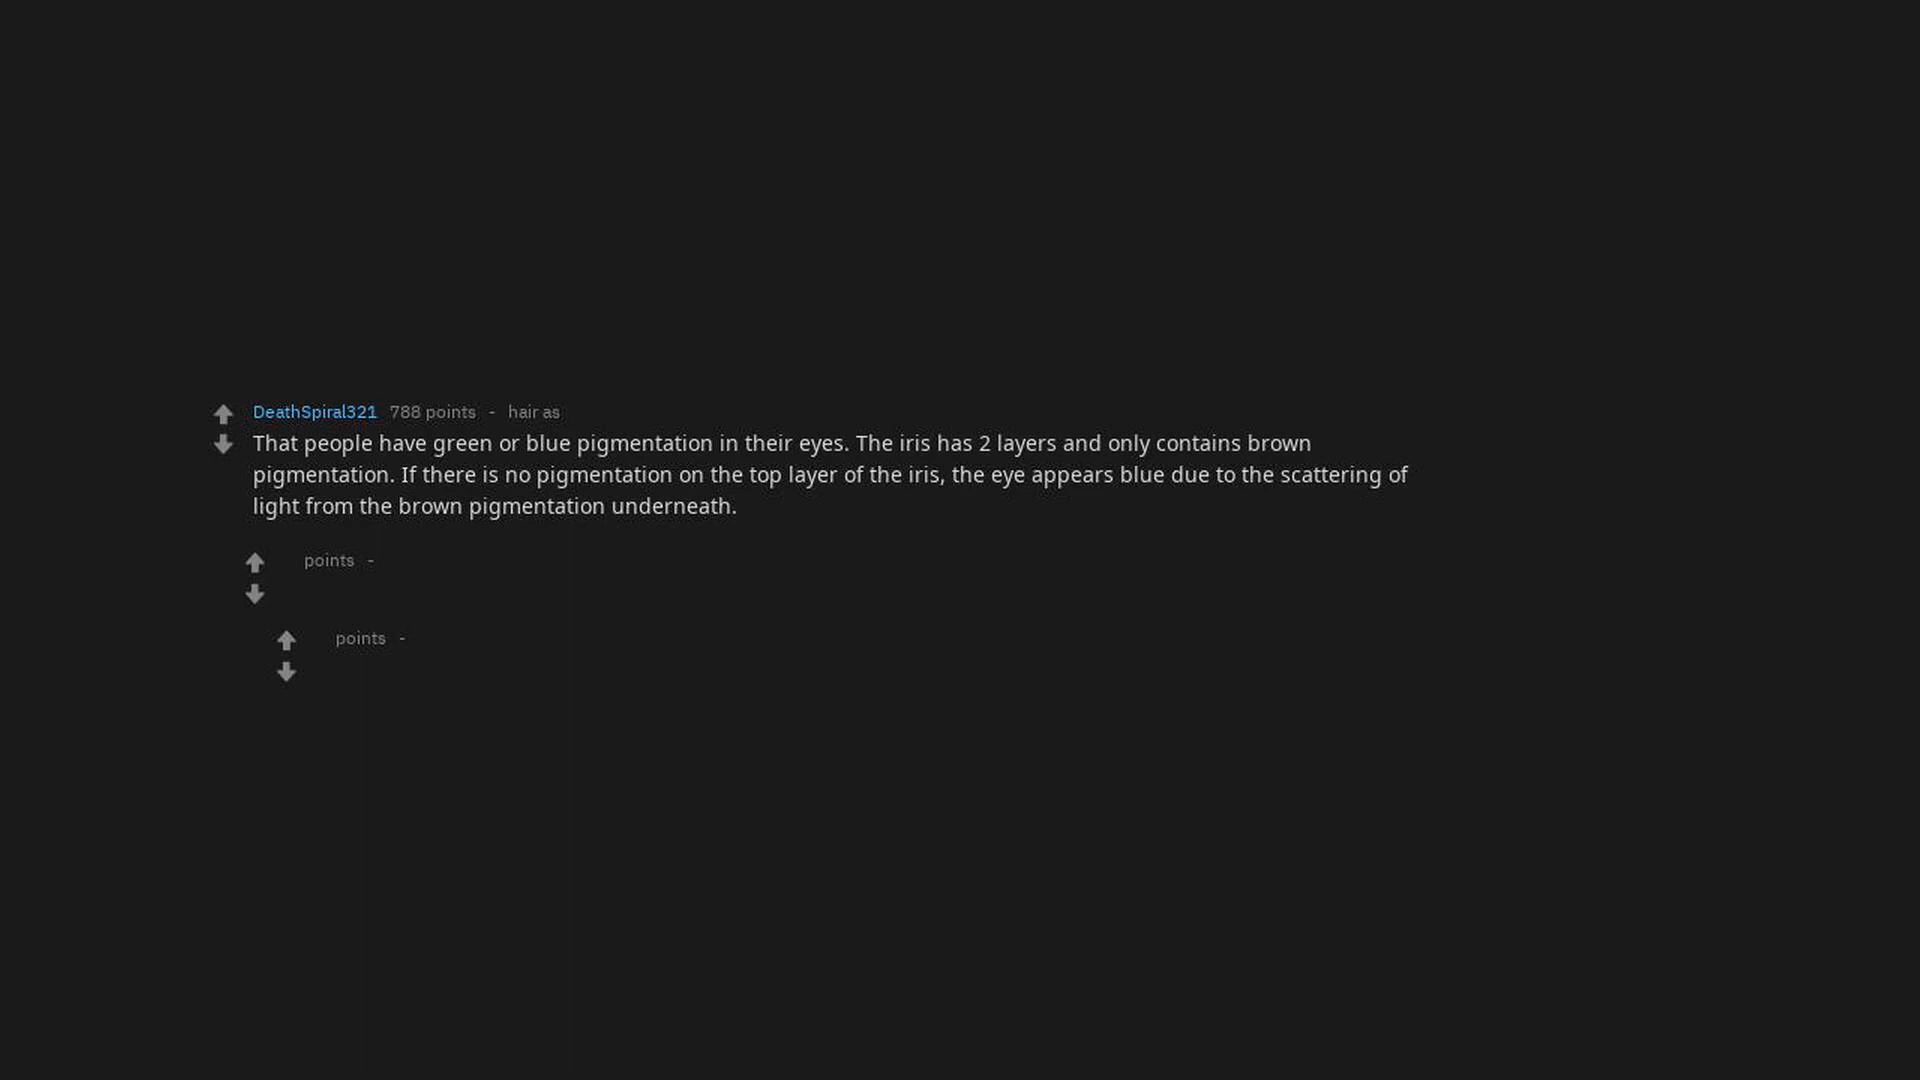 DeathSpiral321 788 points - hair as
That people have green or blue pigmentation in their eyes. The iris has 2 layers and only contains brown
pigmentation. If there is no pigmentation on the top layer of the iris, the eye appears blue due to the scattering of
light from the brown pigmentation underneath.
points -
points -